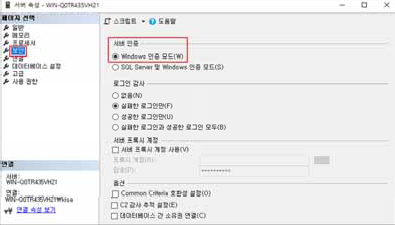 서버 속성 - WIN-Q0TR435VH21
페이지 선택
일반
메모리
프로세서
보안
연결
데이터베이스 설정
고급
사용 권한
연결
서버:
WIN-Q0TR435VH21
연결:
WIN-Q0TR435VH21\kisa
연결 속성 보기
스크립트 도움말
서버 인증
Windows 인증 모드(W)
SQL Server 및 Windows 인증 모드(S)
로그인 감사
없음(N)
실패한 로그인만(F)
성공한 로그인만(U)
실패한 로그인과 성공한 로그인 모두(B)
서버 프록시 계정
서버 프록시 계정 사용(V)
프록시 계정(R):
암호(P):
**********
옵션
Common Criteria 호환성 설정(O)
C2 감사 추적 설정(E)
데이터베이스 간 소유권 연결(C)